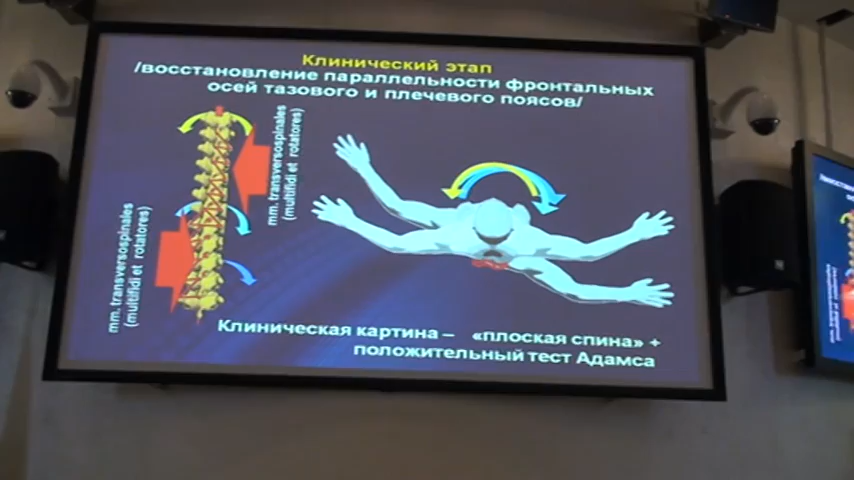 Клинический этап
/восстановление параллельности фронтальных
осей тазового и плечевого поясов/
mm. transversospinales
(multifidi et rotatores)
mm. transversospinales
(multifidi et rotatores)
Клиническая картина – «плоская спина» +
положительный тест Адамса